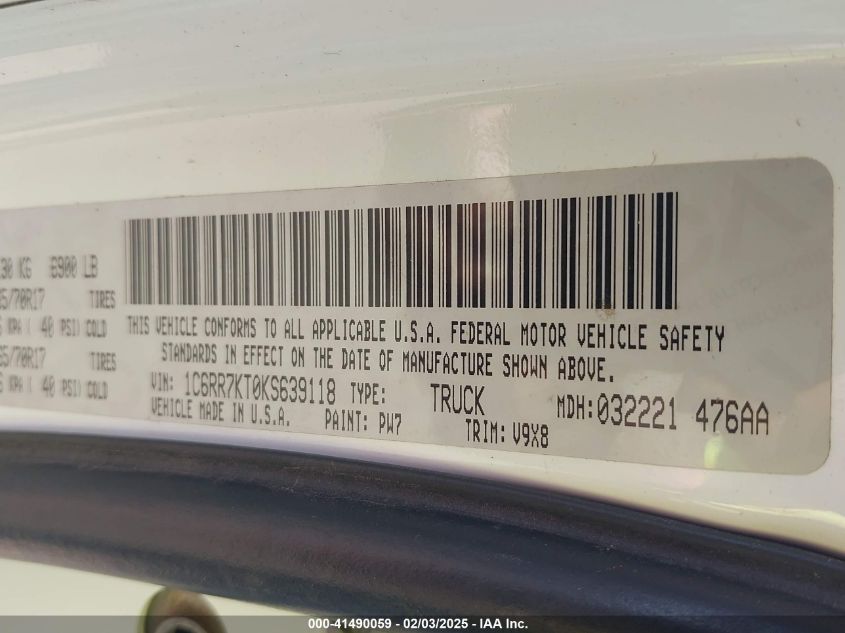 30 KG 6900 LB
5/70R17 TIRES
KPA ( 40 PSI) COLD
5/70R17 TIRES
KPA ( 40 PSI) COLD
THIS VEHICLE CONFORMS TO ALL APPLICABLE U.S.A. FEDERAL MOTOR VEHICLE SAFETY
STANDARDS IN EFFECT ON THE DATE OF MANUFACTURE SHOWN ABOVE.
VIN: 1C6RR7KT0KS639118 TYPE: TRUCK MDH:032221 476AA
VEHICLE MADE IN U.S.A. PAINT: PW7 TRIM: V9X8
000-41490059 - 02/03/2025 - IAA Inc.